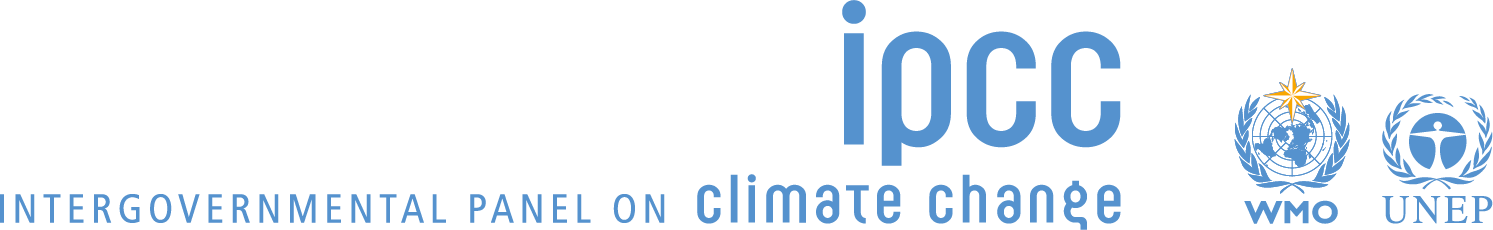 ipcc
INTERGOVERNMENTAL PANEL ON climate change
WMO
UNEP